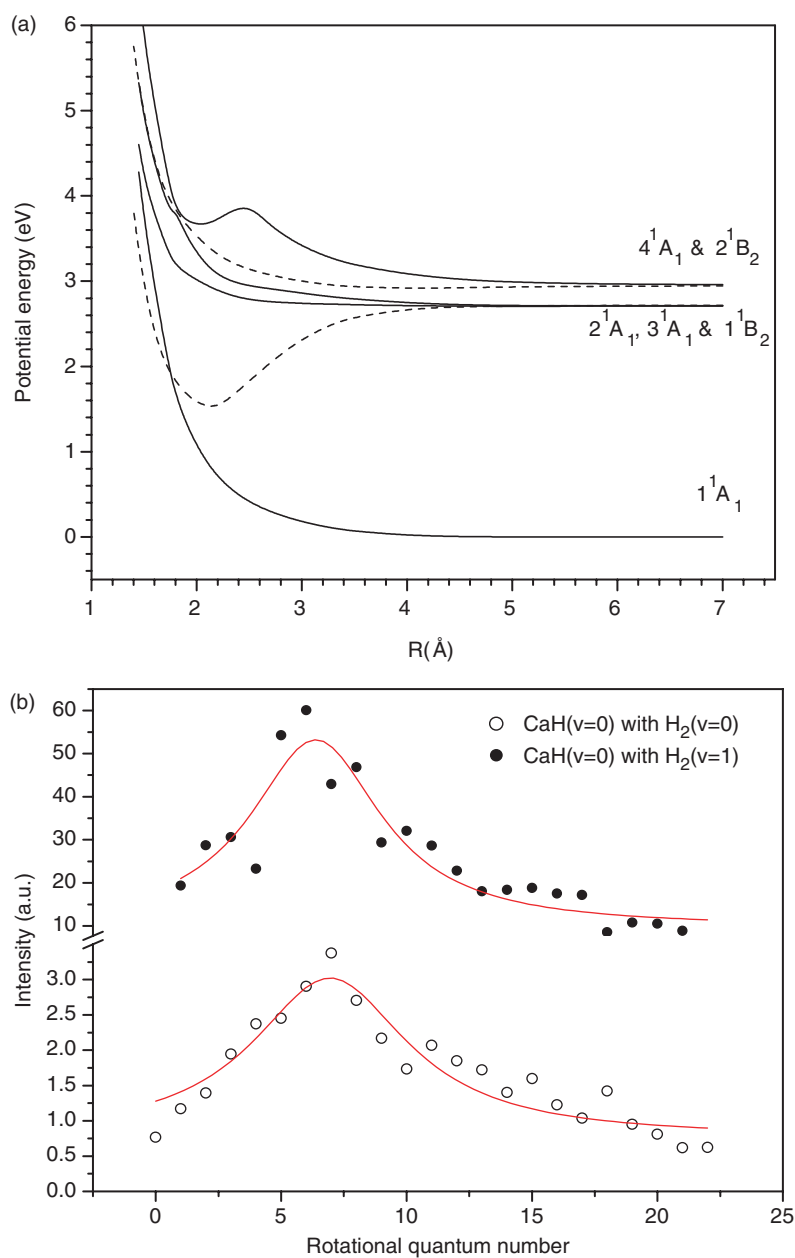 (a)
6
5
4
3
2
1
0
Potential energy (eV)
4¹A₁ & 2¹B₂
2¹A₁, 3¹A₁ & 1¹B₂
1¹A₁
1 2 3 4 5 6 7
R(Å)
(b)
60
50
40
30
20
10
3.0
2.5
2.0
1.5
1.0
0.5
0.0
Intensity (a.u.)
CaH(v=0) with H₂(v=0)
CaH(v=0) with H₂(v=1)
0 5 10 15 20 25
Rotational quantum number